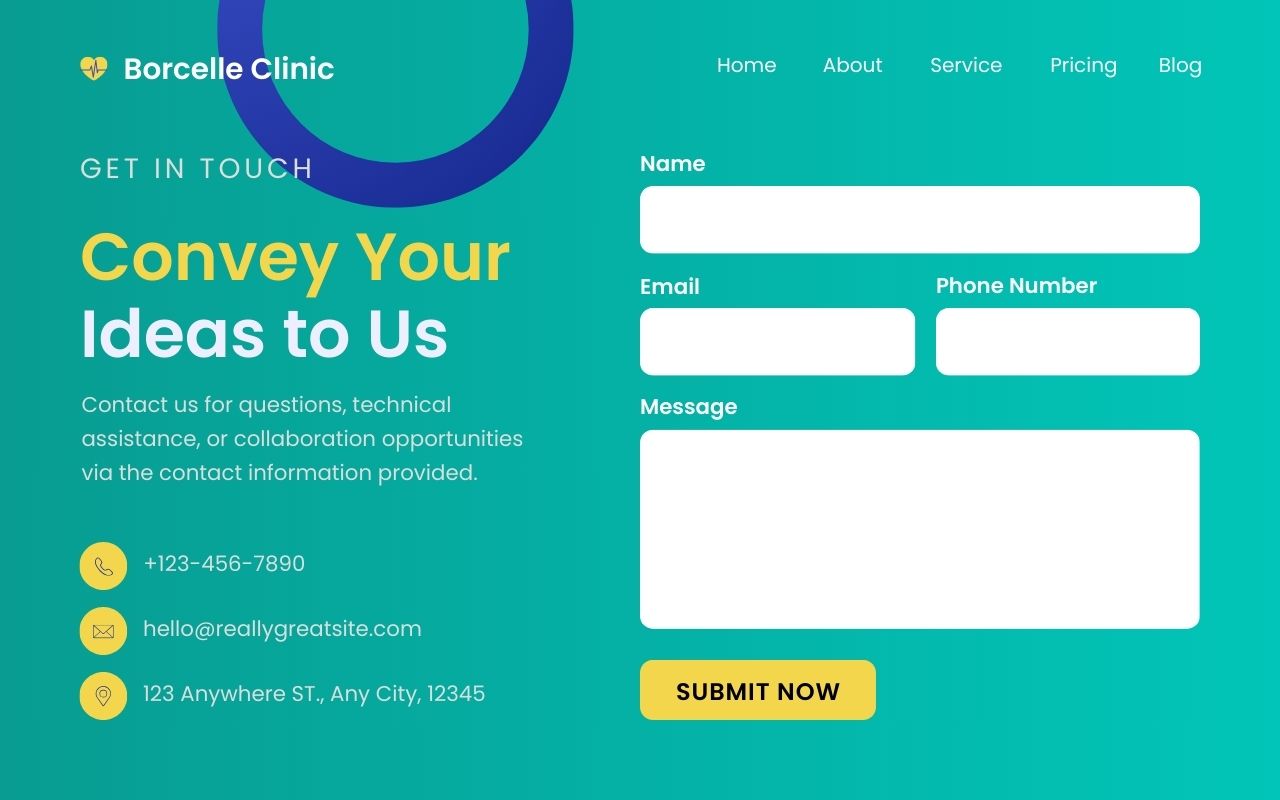 Borcelle Clinic
Home About Service Pricing Blog
GET IN TOUCH
Convey Your
Ideas to Us
Contact us for questions, technical
assistance, or collaboration opportunities
via the contact information provided.
+123-456-7890
hello@reallygreatsite.com
123 Anywhere ST., Any City, 12345
Name
Email
Phone Number
Message
SUBMIT NOW